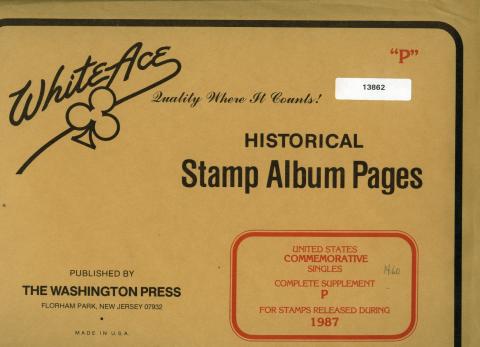 "P"
White Ace
Quality Where It Counts!
13862
HISTORICAL
Stamp Album Pages
UNITED STATES
COMMEMORATIVE
SINGLES
COMPLETE SUPPLEMENT
P
FOR STAMPS RELEASED DURING
1987
PUBLISHED BY
THE WASHINGTON PRESS
FLORHAM PARK, NEW JERSEY 07932
•
MADE IN U.S.A.